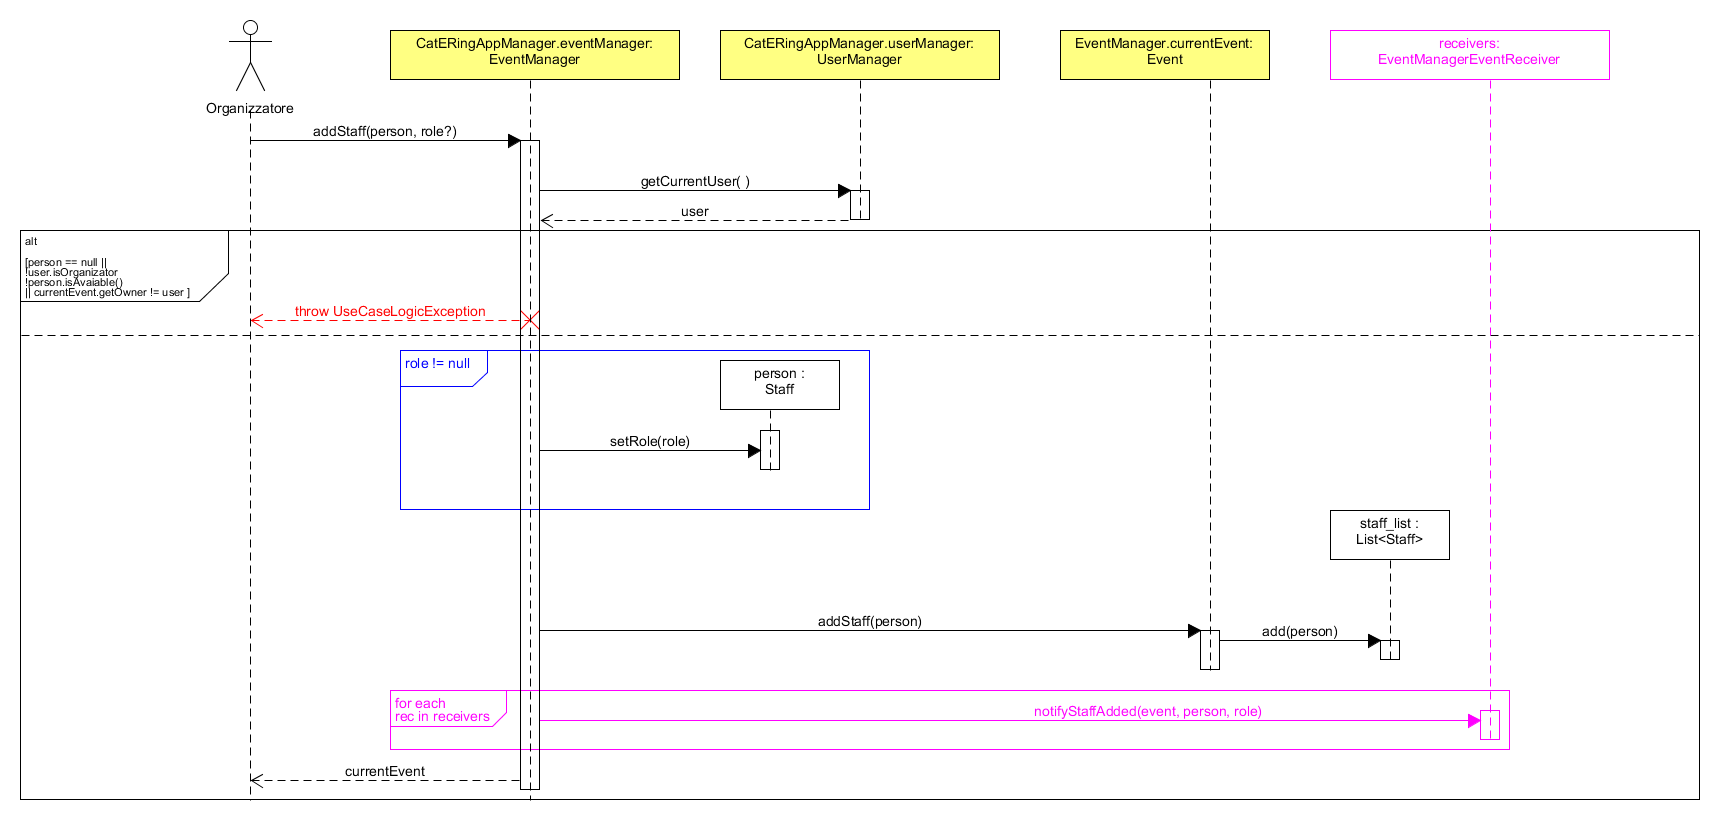 CatERingAppManager.eventManager:
EventManager
CatERingAppManager.userManager:
UserManager
EventManager.currentEvent:
Event
receivers:
EventManagerEventReceiver
Organizzatore
addStaff(person, role?)
getCurrentUser( )
user
alt
[person == null ||
!user.isOrganizator
!person.isAvaiable()
|| currentEvent.getOwner != user ]
throw UseCaseLogicException
role != null
person :
Staff
setRole(role)
staff_list :
List<Staff>
addStaff(person)
add(person)
for each
rec in receivers
notifyStaffAdded(event, person, role)
currentEvent